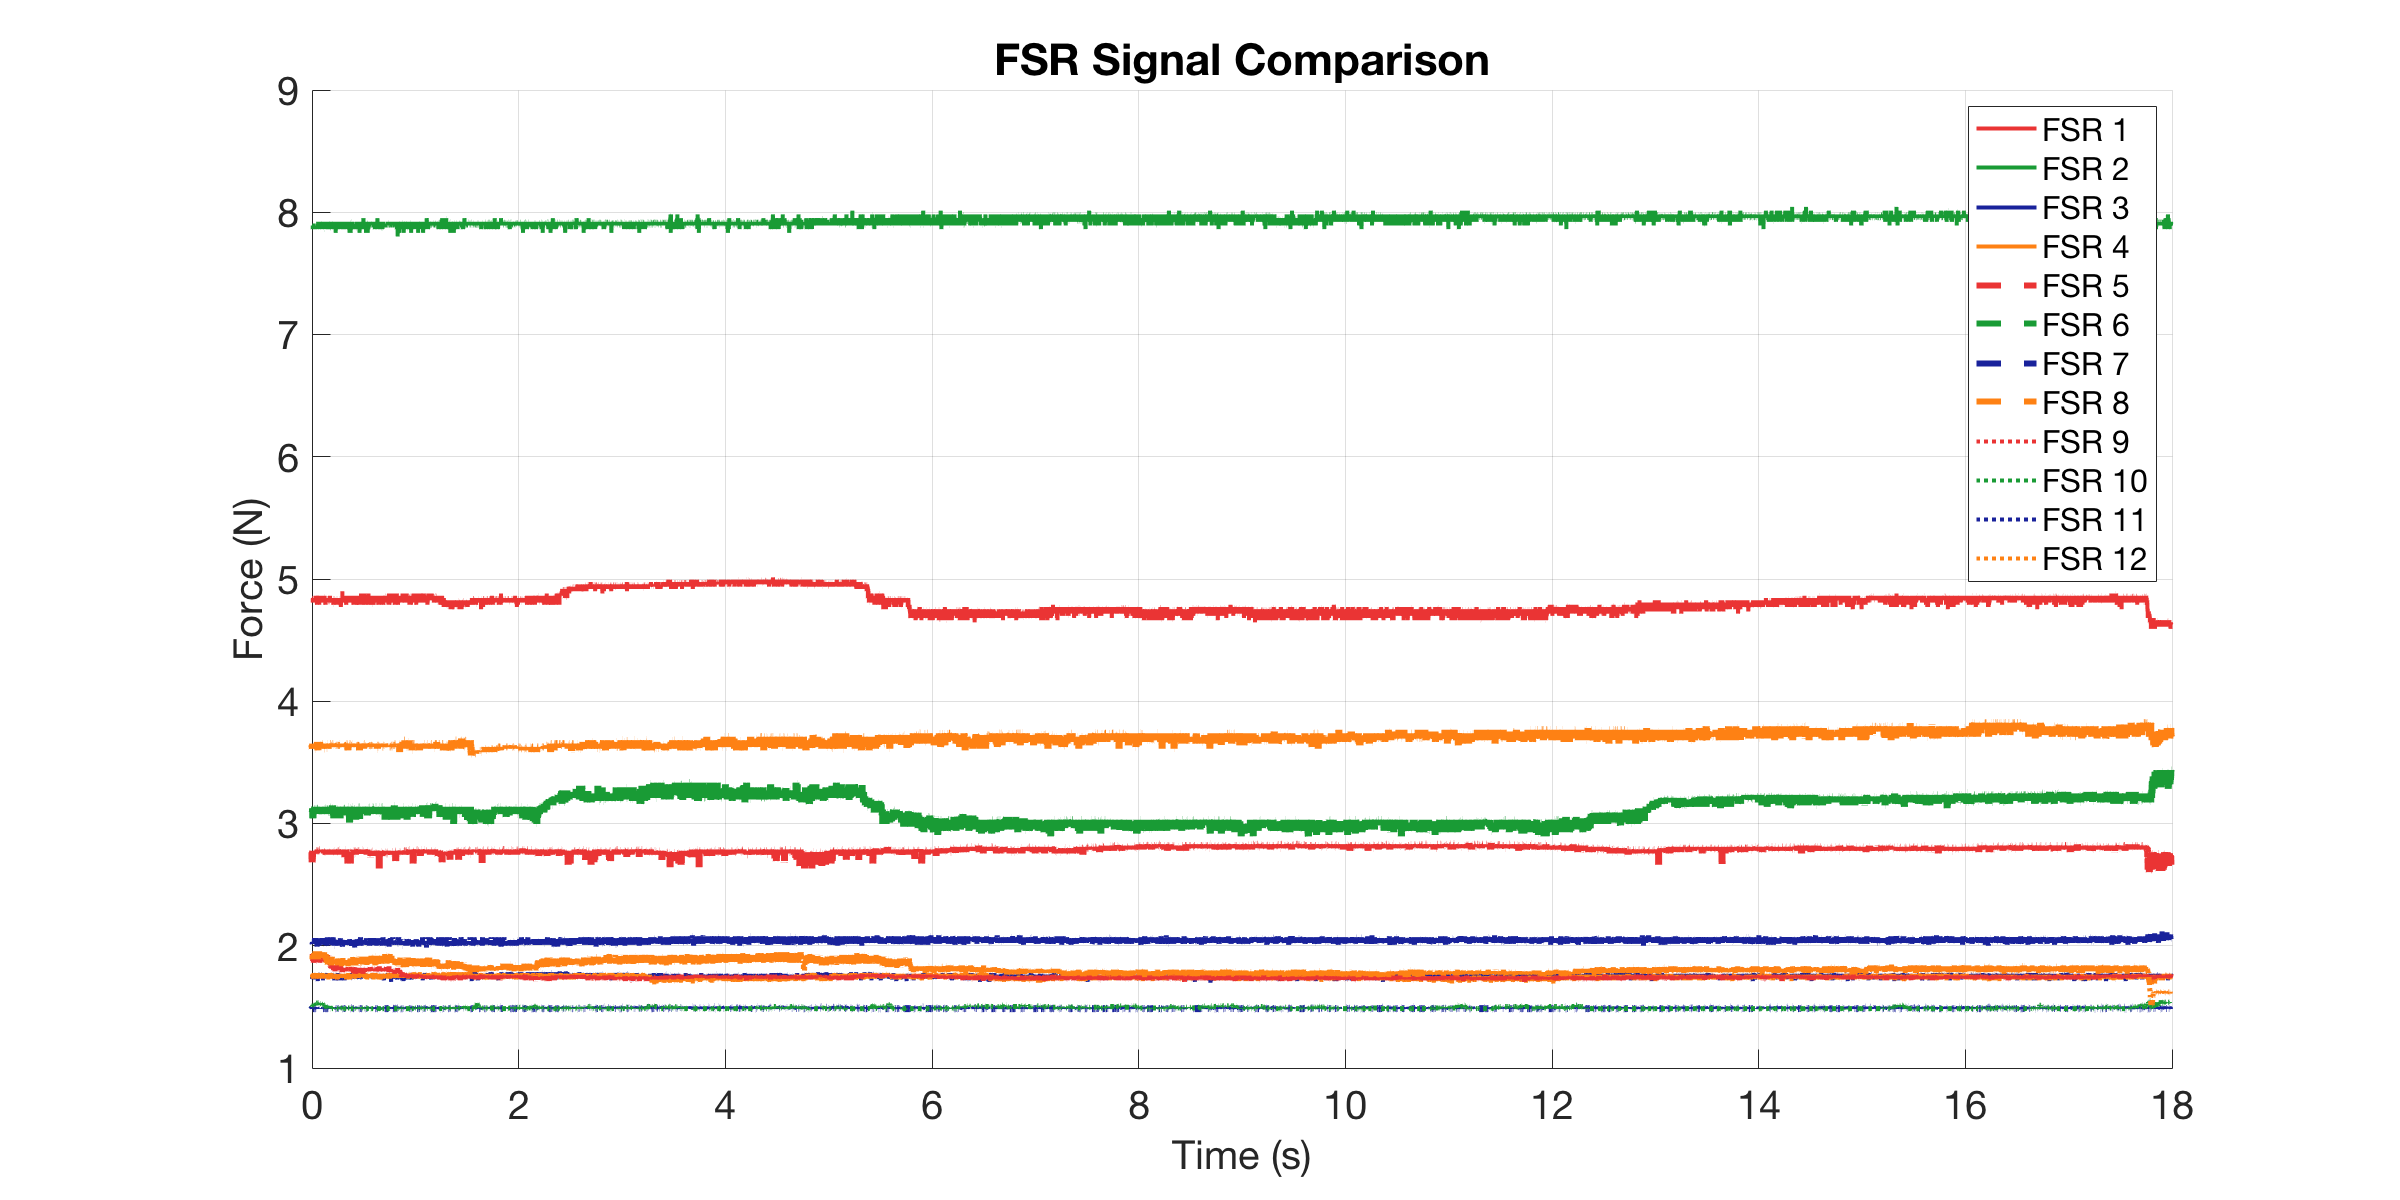 FSR Signal Comparison
9
8
7
6
5
4
3
2
1
Force (N)
FSR 1
FSR 2
FSR 3
FSR 4
FSR 5
FSR 6
FSR 7
FSR 8
FSR 9
FSR 10
FSR 11
FSR 12
0 2 4 6 8 10 12 14 16 18
Time (s)